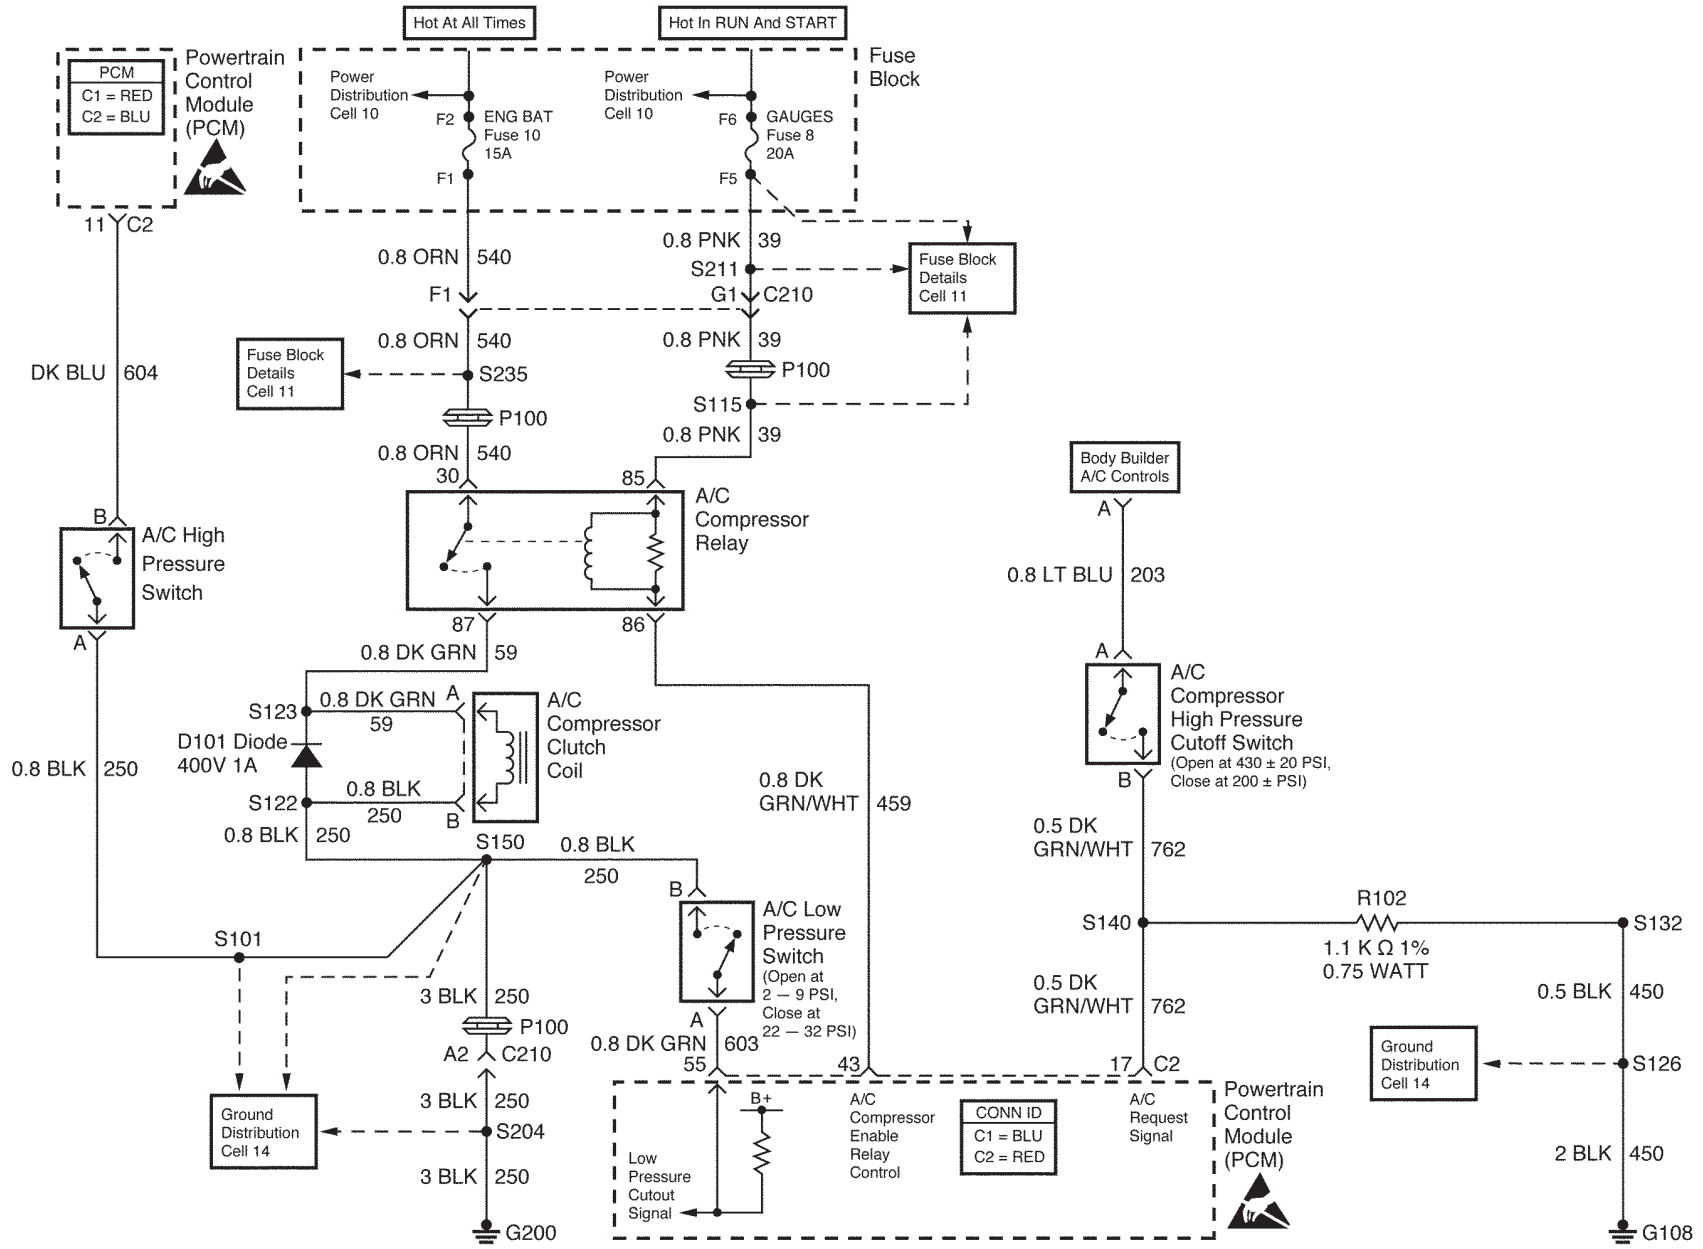 Hot At All Times
Hot In RUN And START
PCM
C1 = RED
C2 = BLU
Powertrain
Control
Module
(PCM)
Power
Distribution
Cell 10
F2
ENG BAT
Fuse 10
15A
F1
Power
Distribution
Cell 10
F6
GAUGES
Fuse 8
20A
F5
Fuse
Block
11
C2
0.8 ORN
540
0.8 PNK
39
S211
Fuse Block
Details
Cell 11
F1
G1
C210
0.8 ORN
540
0.8 PNK
39
Fuse Block
Details
Cell 11
S235
P100
DK BLU
604
P100
S115
0.8 ORN
540
0.8 PNK
39
30
85
A/C
Compressor
Relay
87
86
B
A/C High
Pressure
Switch
A
Body Builder
A/C Controls
A
0.8 LT BLU
203
A
A/C
Compressor
High Pressure
Cutoff Switch
(Open at 430 ± 20 PSI,
Close at 200 ± PSI)
B
0.8 DK GRN
59
S123
0.8 DK GRN
59
A
A/C
Compressor
Clutch
Coil
D101 Diode
400V 1A
S122
0.8 BLK
250
B
0.8 BLK
250
0.8 BLK
250
0.8 DK
GRN/WHT
459
S150
0.8 BLK
250
0.5 DK
GRN/WHT
762
B
A/C Low
Pressure
Switch
(Open at
2 — 9 PSI,
Close at
22 — 32 PSI)
A
S101
S140
R102
1.1 K Ω 1%
0.75 WATT
S132
3 BLK
250
P100
A2
C210
0.8 DK GRN
603
0.5 DK
GRN/WHT
762
0.5 BLK
450
55
43
17
C2
Ground
Distribution
Cell 14
S126
3 BLK
250
Ground
Distribution
Cell 14
S204
3 BLK
250
G200
B+
Low
Pressure
Cutout
Signal
A/C
Compressor
Enable
Relay
Control
CONN ID
C1 = BLU
C2 = RED
A/C
Request
Signal
Powertrain
Control
Module
(PCM)
2 BLK
450
G108